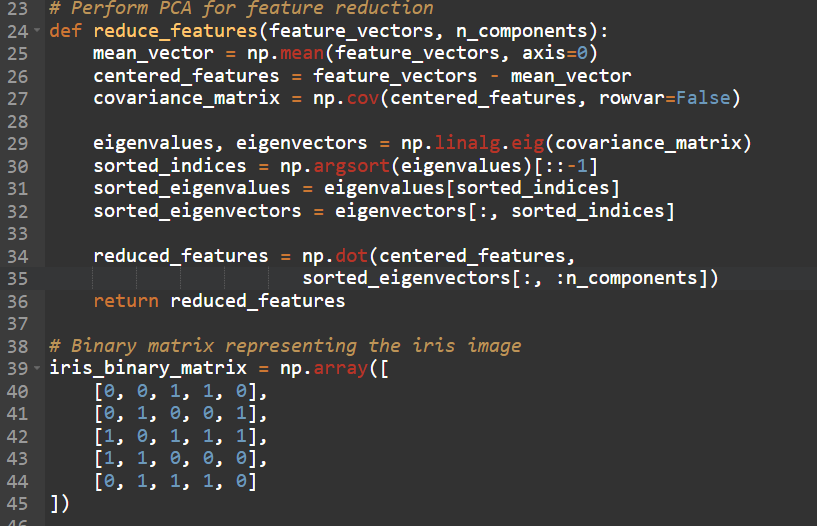 23 # Perform PCA for feature reduction
24 def reduce_features(feature_vectors, n_components):
25     mean_vector = np.mean(feature_vectors, axis=0)
26     centered_features = feature_vectors - mean_vector
27     covariance_matrix = np.cov(centered_features, rowvar=False)
28
29     eigenvalues, eigenvectors = np.linalg.eig(covariance_matrix)
30     sorted_indices = np.argsort(eigenvalues)[::-1]
31     sorted_eigenvalues = eigenvalues[sorted_indices]
32     sorted_eigenvectors = eigenvectors[:, sorted_indices]
33
34     reduced_features = np.dot(centered_features,
35                        sorted_eigenvectors[:, :n_components])
36     return reduced_features
37
38 # Binary matrix representing the iris image
39 iris_binary_matrix = np.array([
40     [0, 0, 1, 1, 0],
41     [0, 1, 0, 0, 1],
42     [1, 0, 1, 1, 1],
43     [1, 1, 0, 0, 0],
44     [0, 1, 1, 1, 0]
45 ])